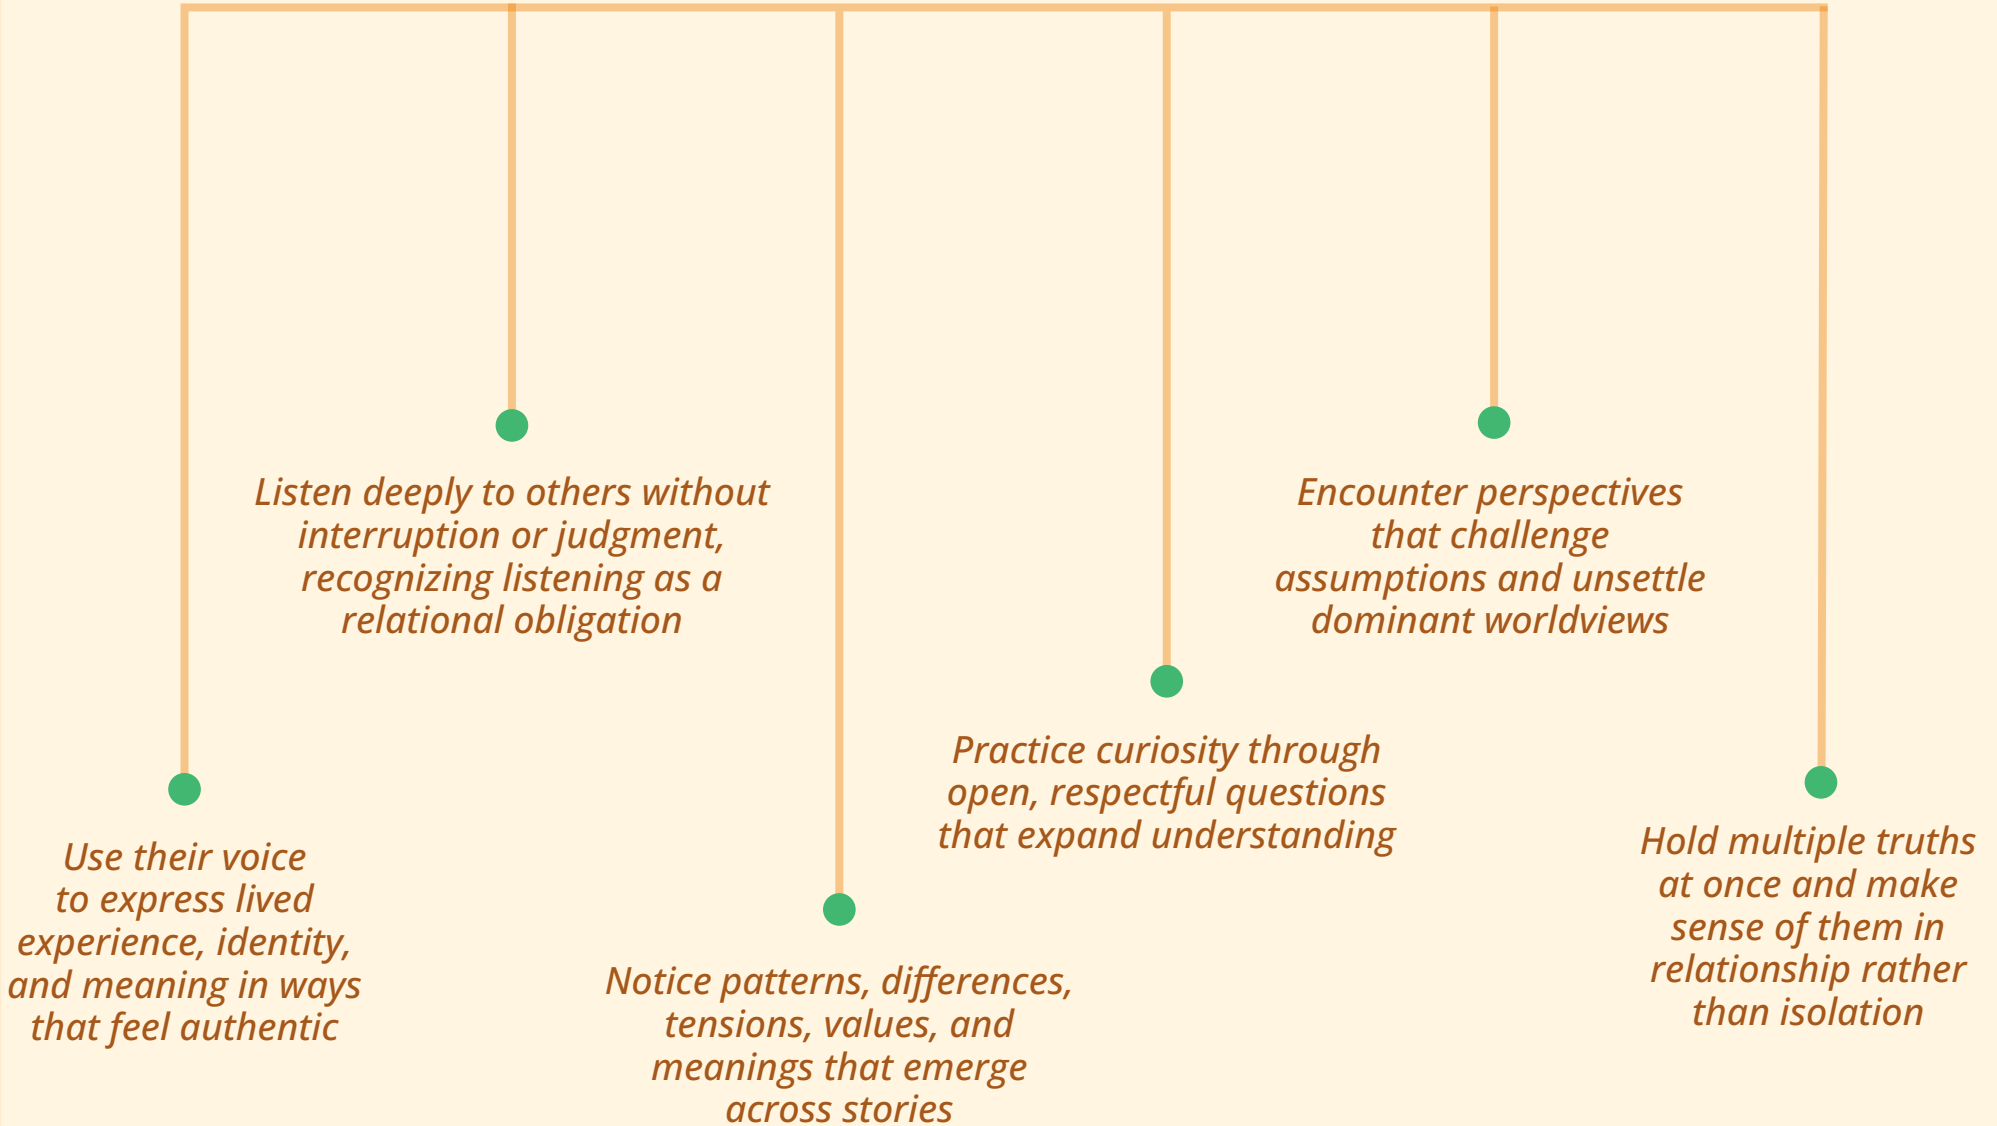 Use their voice
to express lived
experience, identity,
and meaning in ways
that feel authentic
Listen deeply to others without
interruption or judgment,
recognizing listening as a
relational obligation
Notice patterns, differences,
tensions, values, and
meanings that emerge
across stories
Practice curiosity through
open, respectful questions
that expand understanding
Encounter perspectives
that challenge
assumptions and unsettle
dominant worldviews
Hold multiple truths
at once and make
sense of them in
relationship rather
than isolation